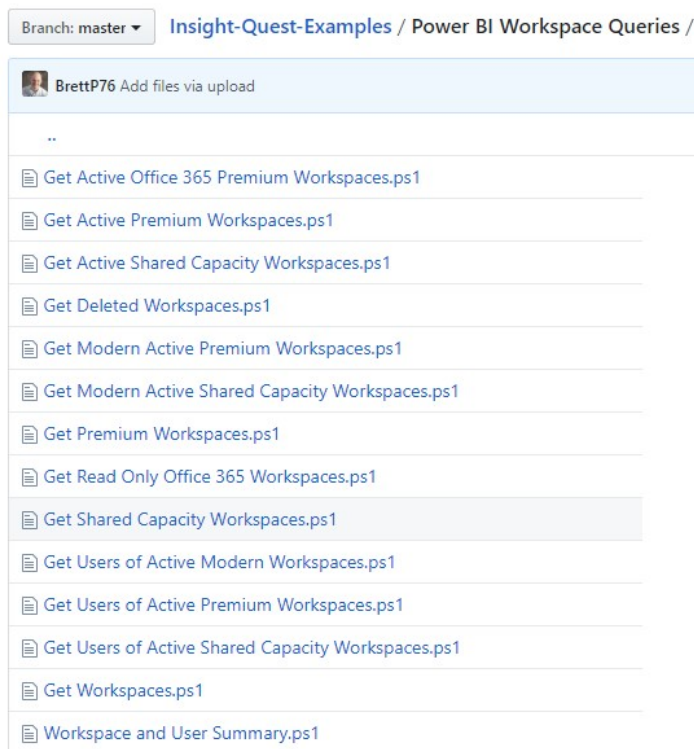 Branch: master Insight-Quest-Examples / Power BI Workspace Queries /
BrettP76 Add files via upload
..
Get Active Office 365 Premium Workspaces.ps1
Get Active Premium Workspaces.ps1
Get Active Shared Capacity Workspaces.ps1
Get Deleted Workspaces.ps1
Get Modern Active Premium Workspaces.ps1
Get Modern Active Shared Capacity Workspaces.ps1
Get Premium Workspaces.ps1
Get Read Only Office 365 Workspaces.ps1
Get Shared Capacity Workspaces.ps1
Get Users of Active Modern Workspaces.ps1
Get Users of Active Premium Workspaces.ps1
Get Users of Active Shared Capacity Workspaces.ps1
Get Workspaces.ps1
Workspace and User Summary.ps1